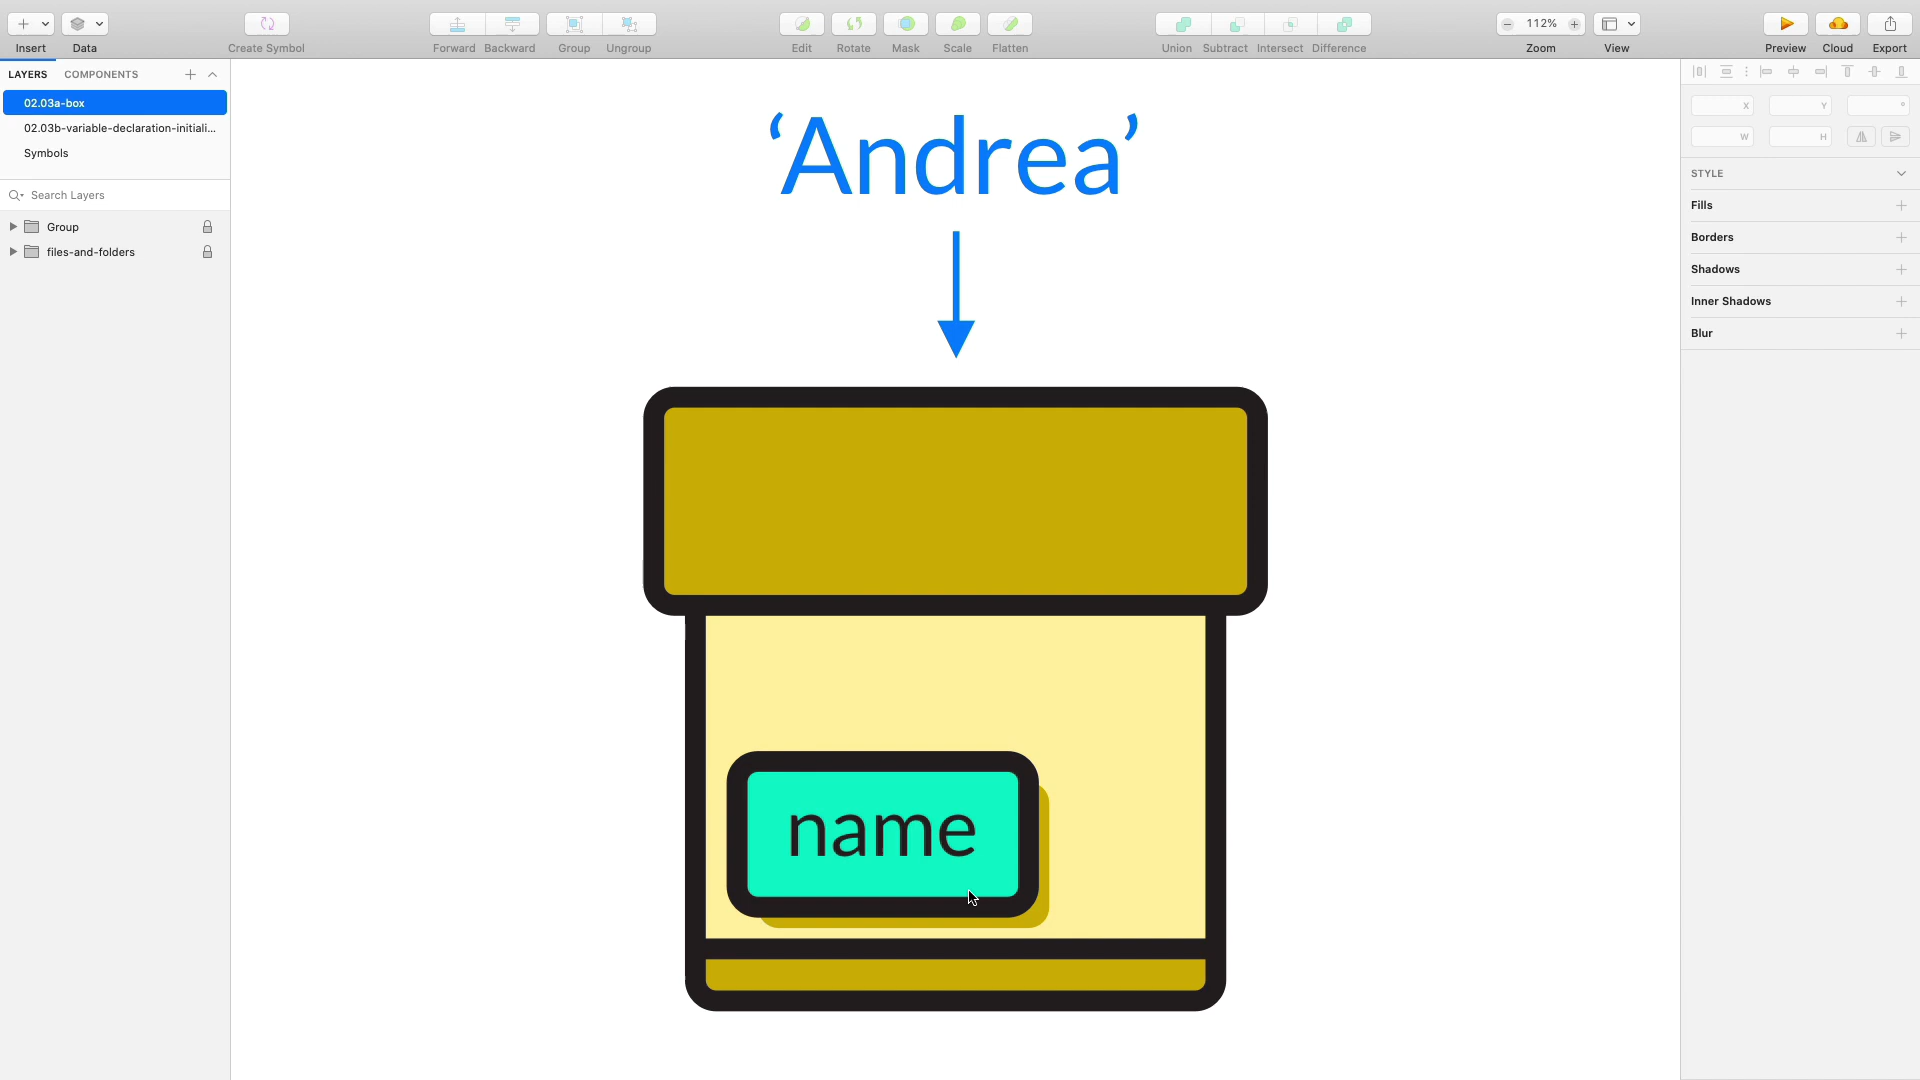 112%
Insert Data Create Symbol Forward Backward Group Ungroup Edit Rotate Mask Scale Flatten Union Subtract Intersect Difference Zoom View Preview Cloud Export
LAYERS COMPONENTS
02.03a-box
02.03b-variable-declaration-initiali...
Symbols
Search Layers
Group
files-and-folders
‘Andrea’
name
X Y °
W H
STYLE
Fills
Borders
Shadows
Inner Shadows
Blur